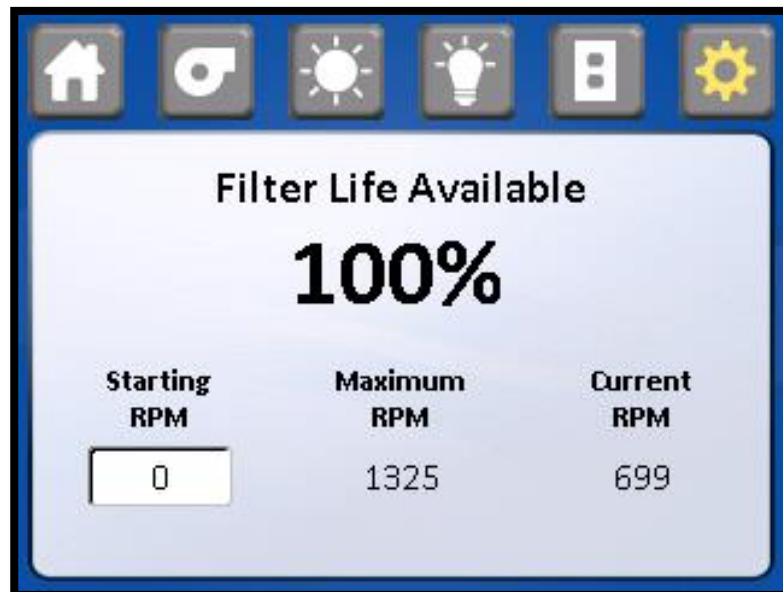 Filter Life Available
100%
Starting RPM
Maximum RPM
Current RPM
0
1325
699